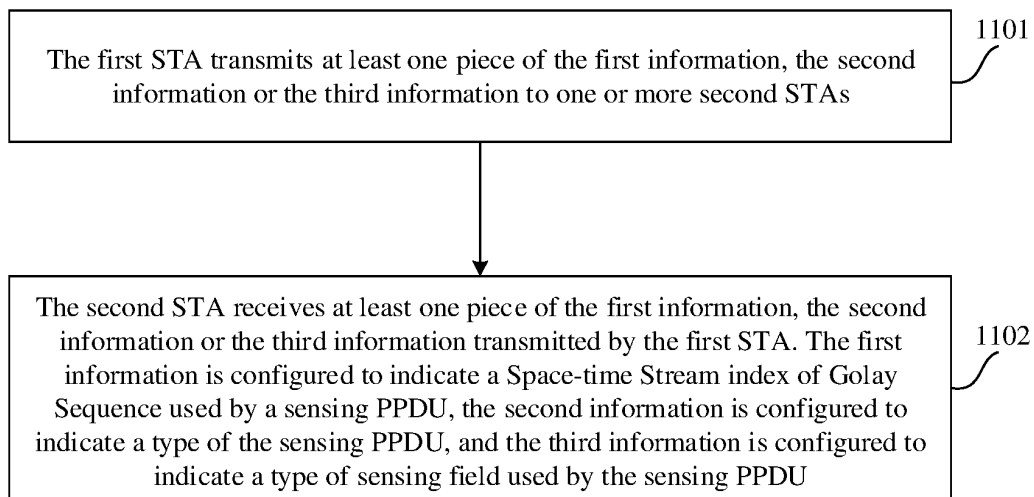 The first STA transmits at least one piece of the first information, the second
information or the third information to one or more second STAs
1101
The second STA receives at least one piece of the first information, the second
information or the third information transmitted by the first STA. The first
information is configured to indicate a Space-time Stream index of Golay
Sequence used by a sensing PPDU, the second information is configured to
indicate a type of the sensing PPDU, and the third information is configured to
indicate a type of sensing field used by the sensing PPDU
1102